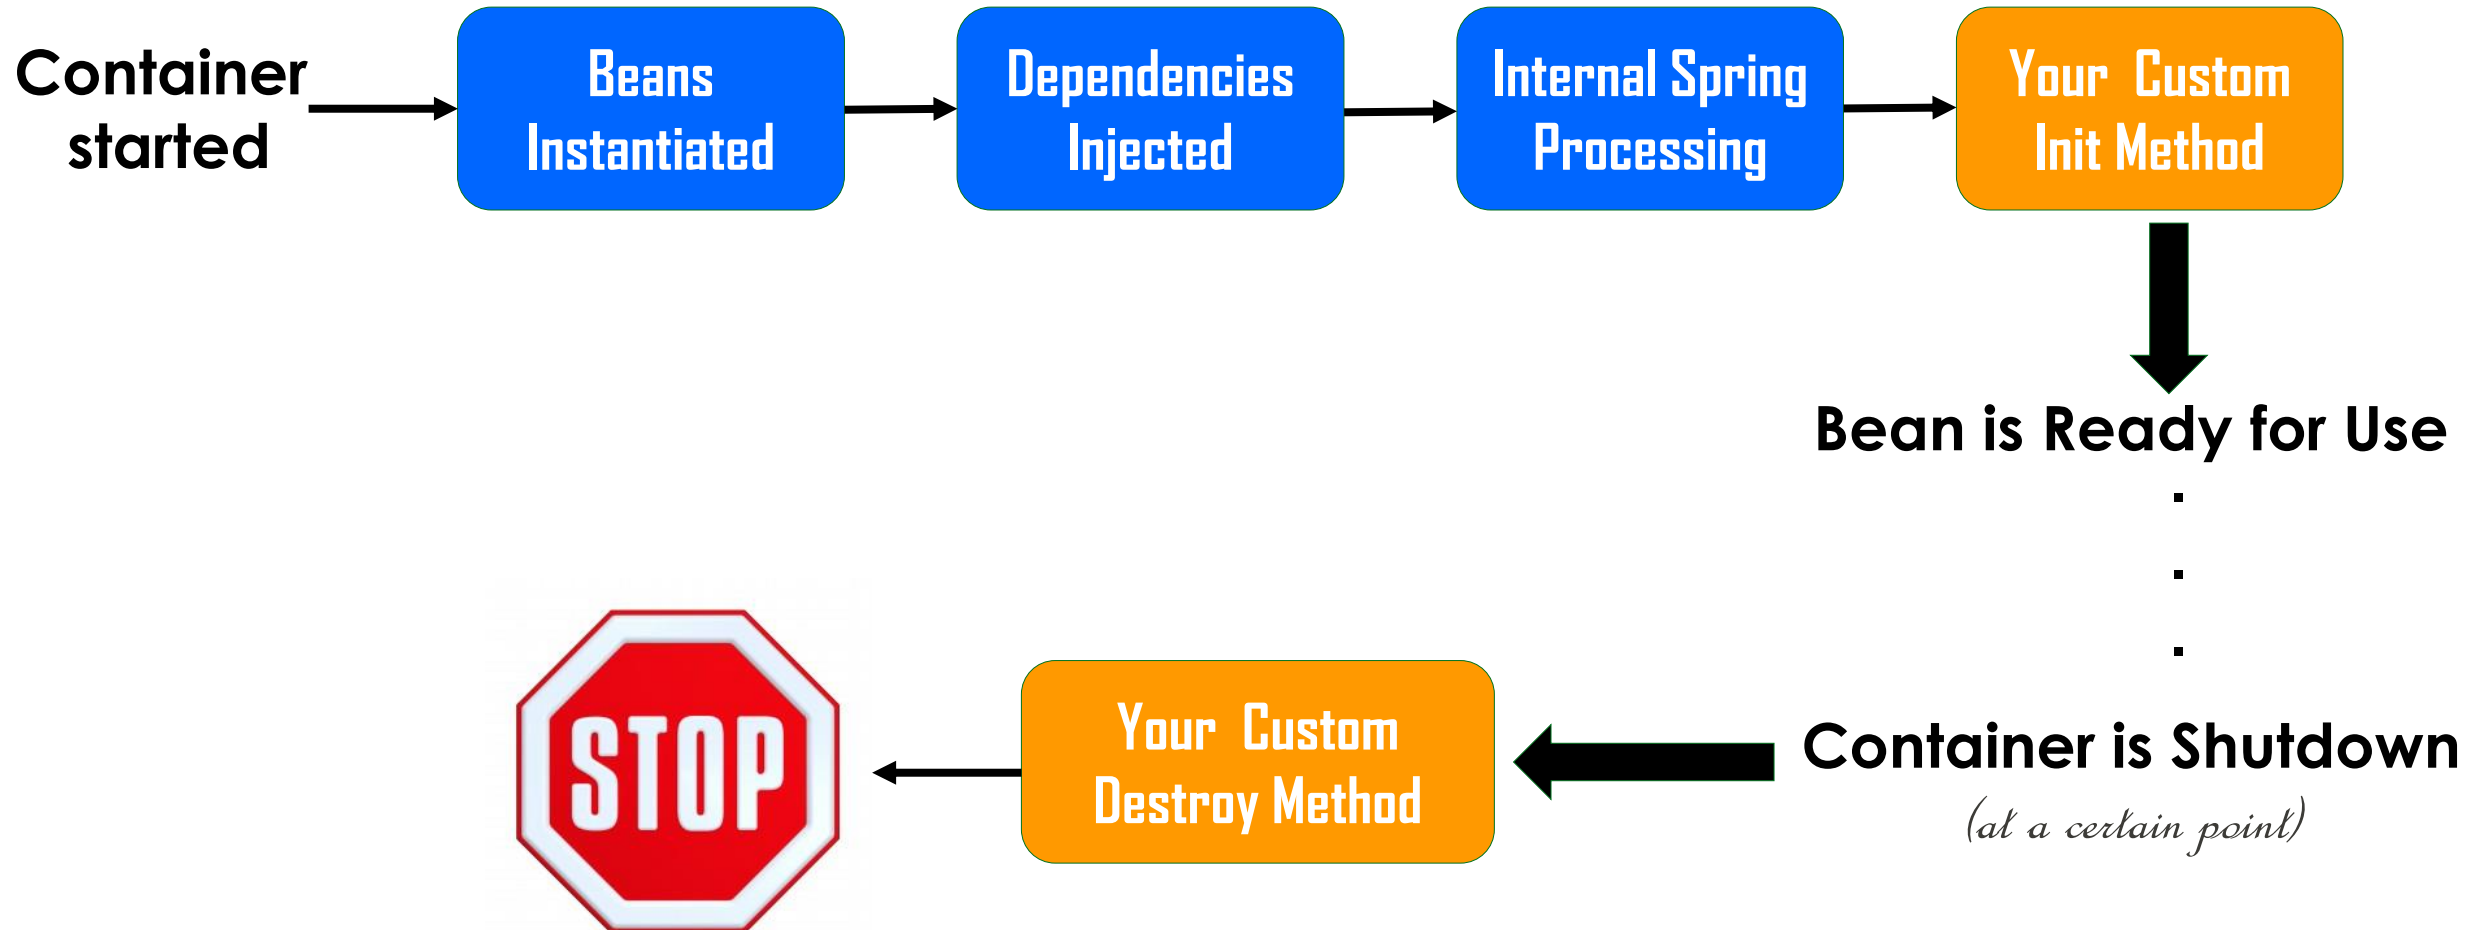 Container
started
Beans
Instantiated
Dependencies
Injected
Internal Spring
Processing
Your Custom
Init Method
Bean is Ready for Use
.
.
.
Container is Shutdown
(at a certain point)
Your Custom
Destroy Method
STOP